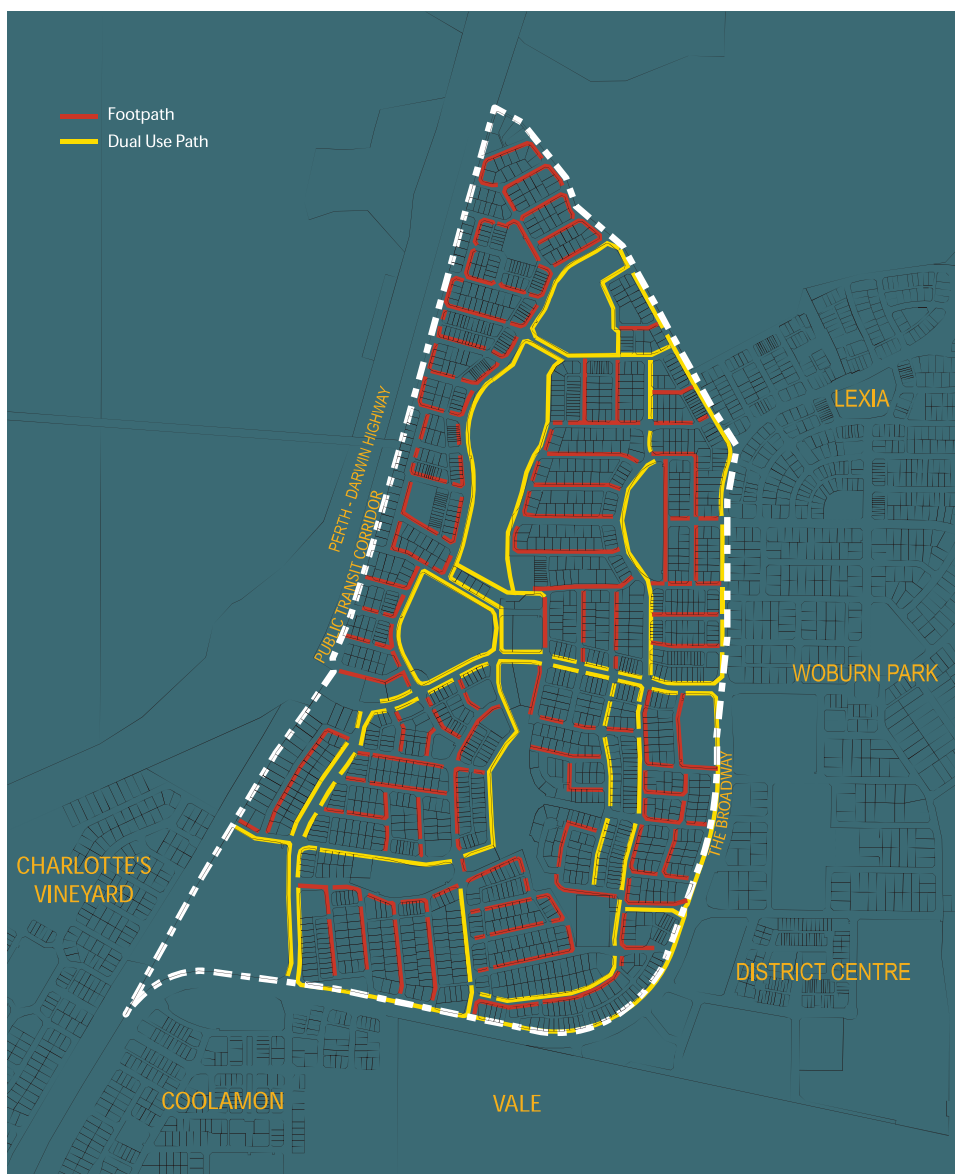 Footpath
Dual Use Path
LEXIA
PERTH - DARWIN HIGHWAY
PUBLIC TRANSIT CORRIDOR
WOBURN PARK
THE BROADWAY
CHARLOTTE'S
VINEYARD
DISTRICT CENTRE
COOLAMON
VALE